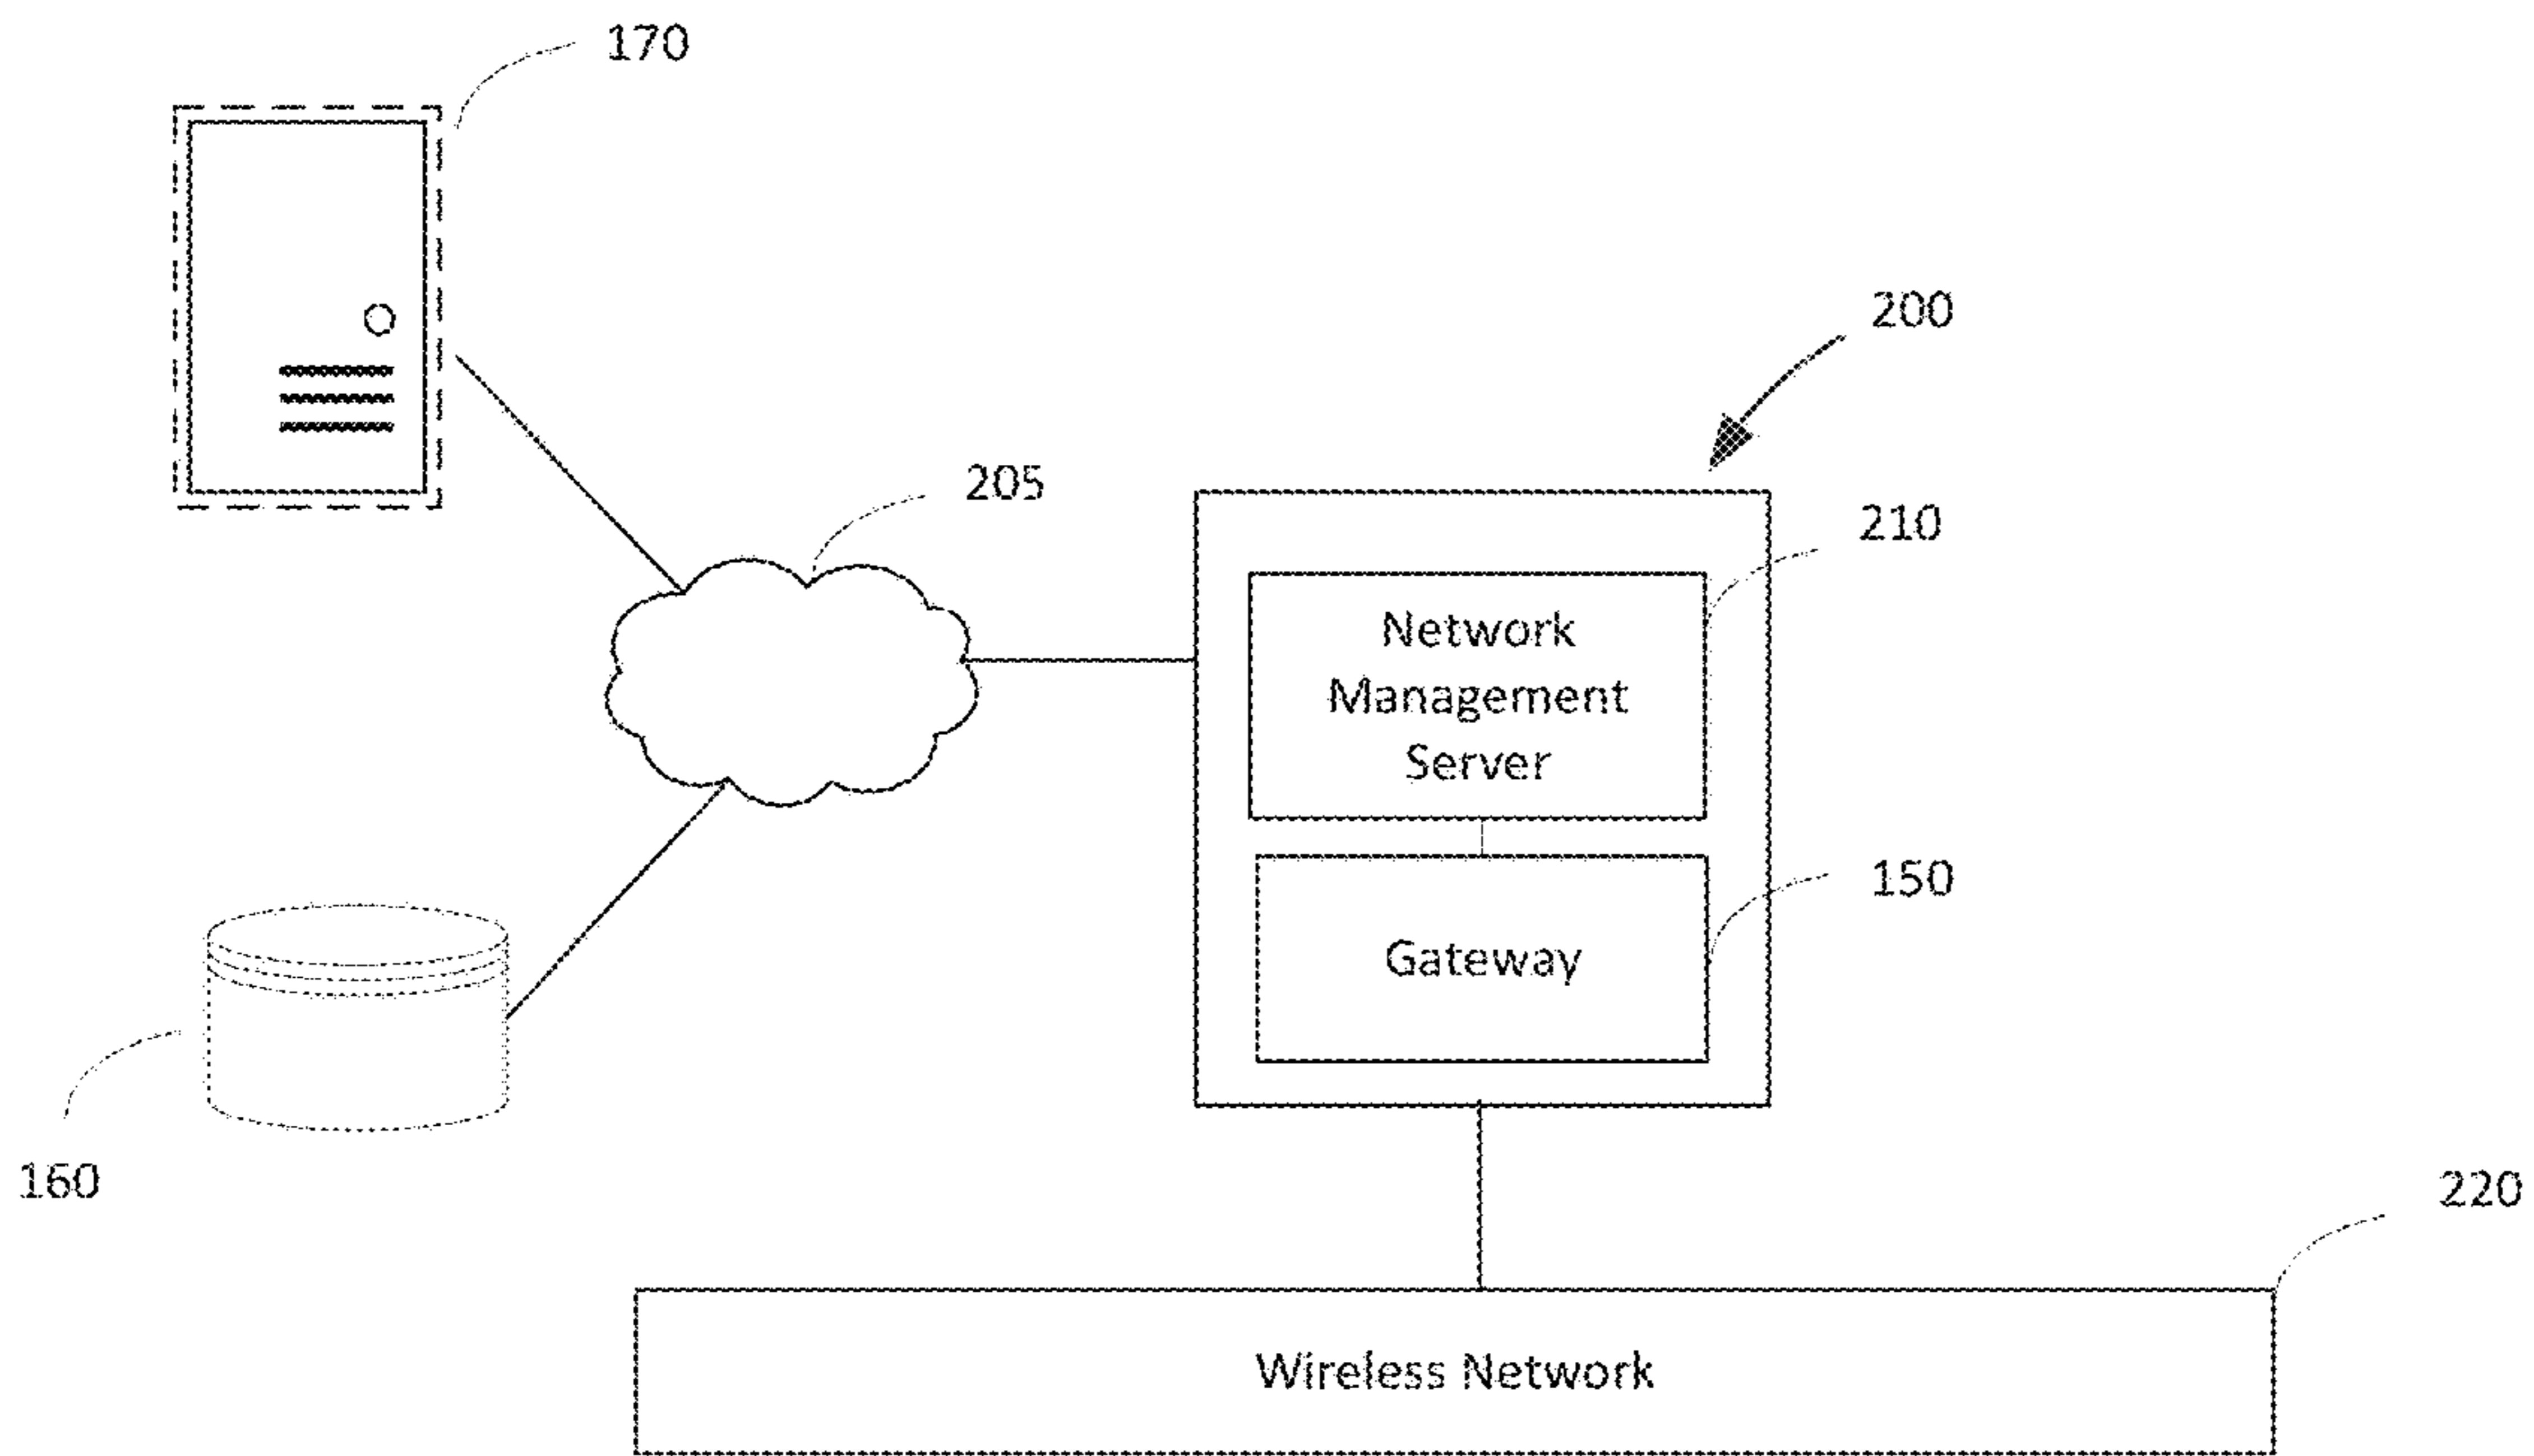 170
200
205
210
Network
Management
Server
150
Gateway
160
220
Wireless Network